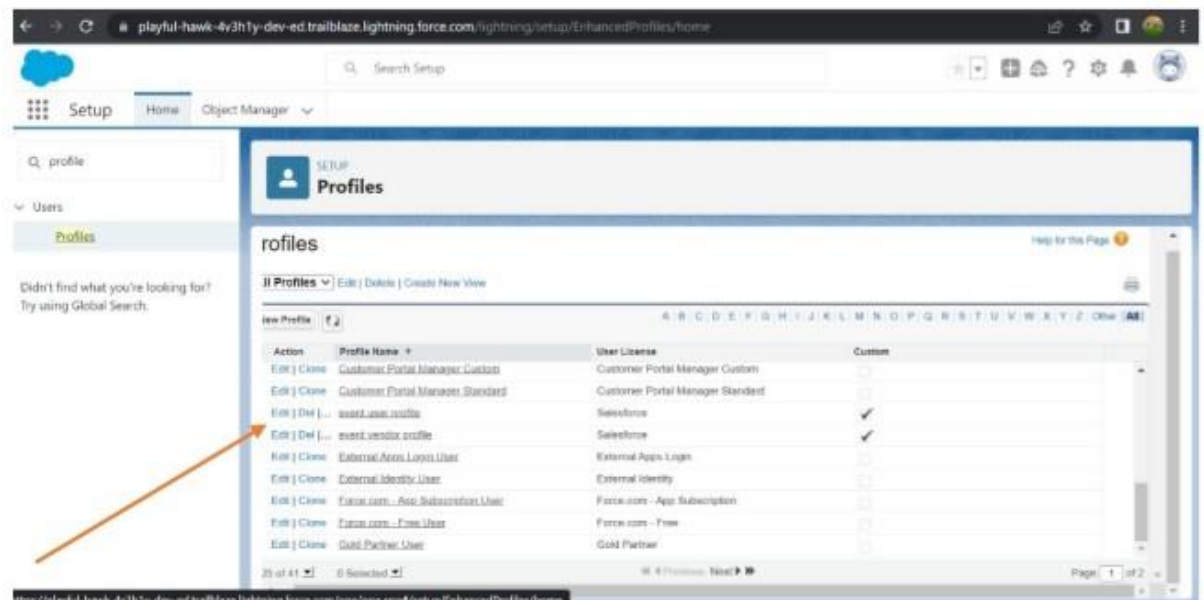 playful-hawk-4v3h1y-dev-ed.trailblaze.lightning.force.com/lightning/setup/EnhancedProfiles/home
Search Setup
Setup Home Object Manager
profile
Users
Profiles
Didn't find what you're looking for?
Try using Global Search.
SETUP
Profiles
rofiles
Help for this Page
ll Profiles Edit | Delete | Create New View
iew Profile
A B C D E F G H I J K L M N O P Q R S T U V W X Y Z Other All
Action Profile Name User License Custom
Edit | Clone Customer Portal Manager Custom Customer Portal Manager Custom
Edit | Clone Customer Portal Manager Standard Customer Portal Manager Standard
Edit | Del |... event user profile Salesforce ✓
Edit | Del |... event vendor profile Salesforce ✓
Edit | Clone External Apps Login User External Apps Login
Edit | Clone External Identity User External Identity
Edit | Clone Force.com - App Subscription User Force.com - App Subscription
Edit | Clone Force.com - Free User Force.com - Free
Edit | Clone Gold Partner User Gold Partner
of 41 0 Selected Previous Next Page 1 of 2